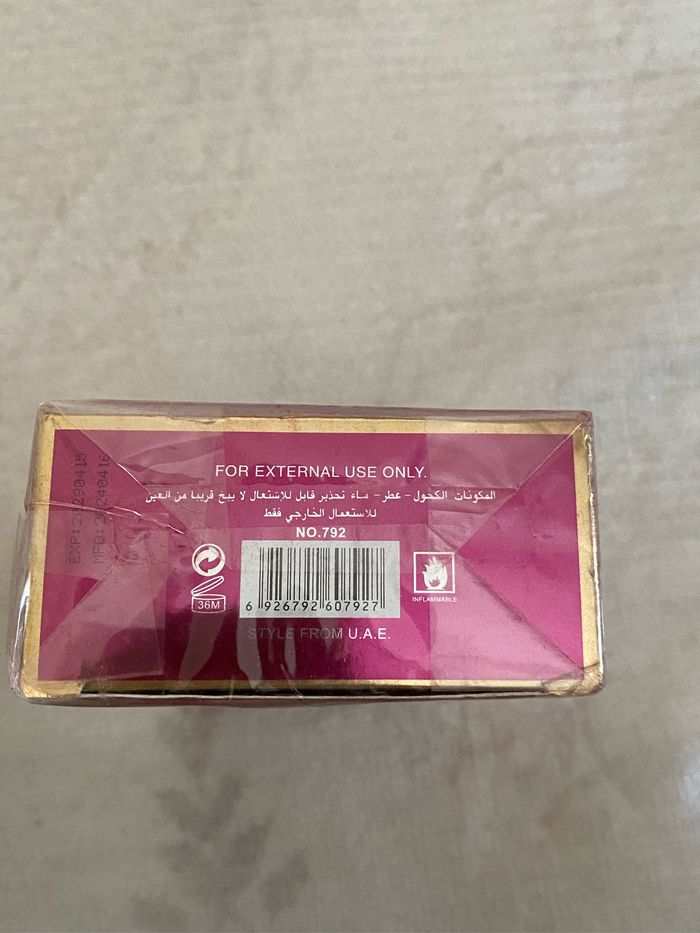 FOR EXTERNAL USE ONLY.
المكونات: الكحول - عطر - ماء تحذير قابل للإشتعال لا يبخ قريبا من العين
للاستعمال الخارجي فقط
NO.792
36M
6 926792 607927
INFLAMMABLE
STYLE FROM U.A.E.
EXP:20290415
MFD:20240416